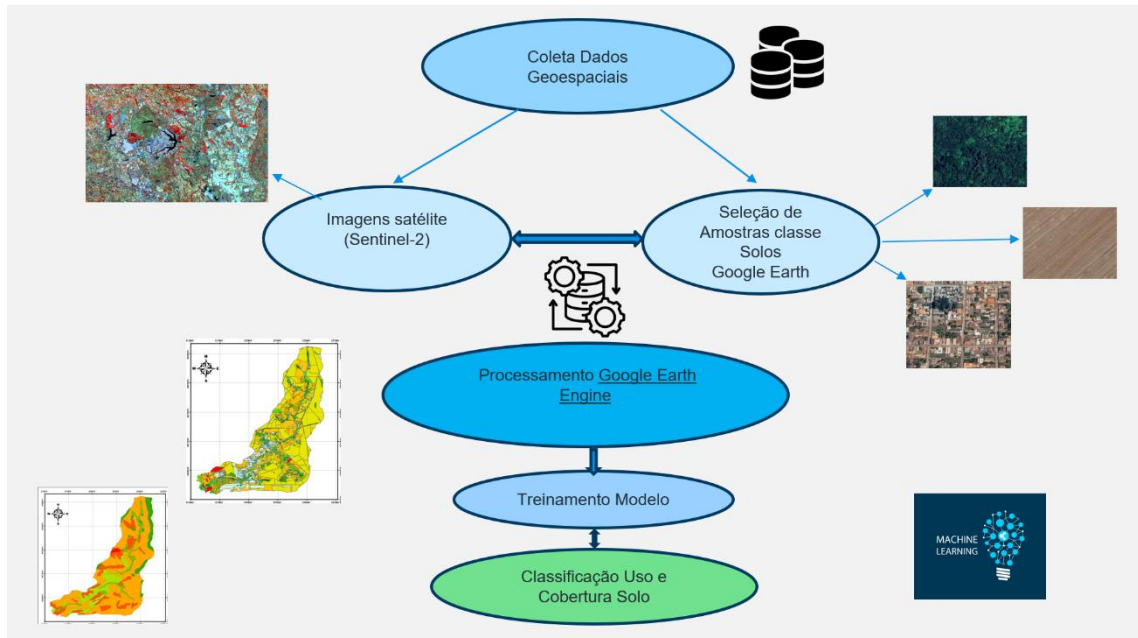 Coleta Dados
Geoespaciais
Imagens satélite
(Sentinel-2)
Seleção de
Amostras classe
Solos
Google Earth
Processamento Google Earth
Engine
Treinamento Modelo
MACHINE
LEARNING
Classificação Uso e
Cobertura Solo